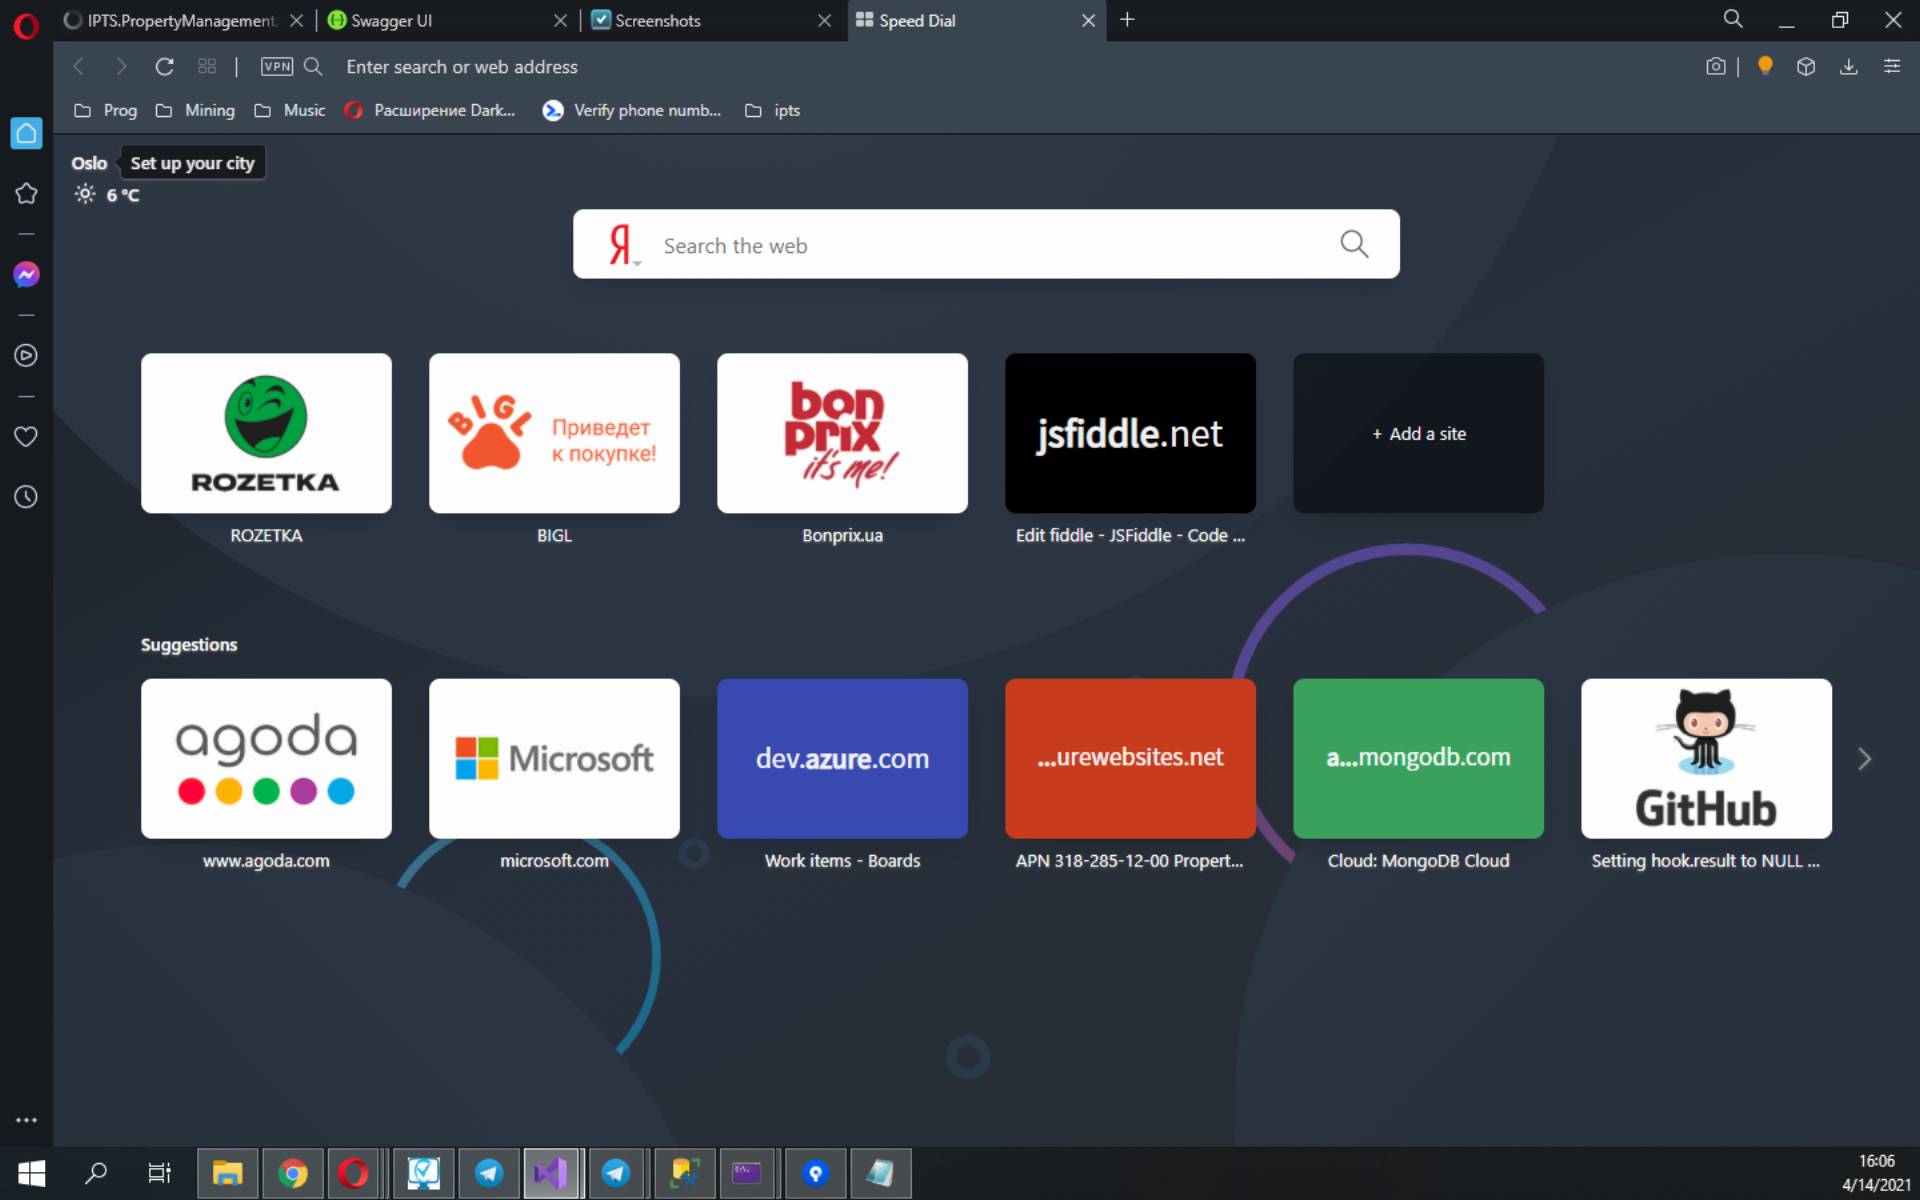 IPTS.PropertyManagement.
Swagger UI
Screenshots
Speed Dial
VPN
Enter search or web address
Prog
Mining
Music
Расширение Dark...
Verify phone numb...
ipts
Oslo
Set up your city
6 °C
Я
Search the web
ROZETKA
BIGL
Приведет
к покупке!
bon
prix
it's me!
jsfiddle.net
+ Add a site
ROZETKA
BIGL
Bonprix.ua
Edit fiddle - JSFiddle - Code ...
Suggestions
agoda
Microsoft
dev.azure.com
...urewebsites.net
a...mongodb.com
GitHub
www.agoda.com
microsoft.com
Work items - Boards
APN 318-285-12-00 Propert...
Cloud: MongoDB Cloud
Setting hook.result to NULL ...
16:06
4/14/2021